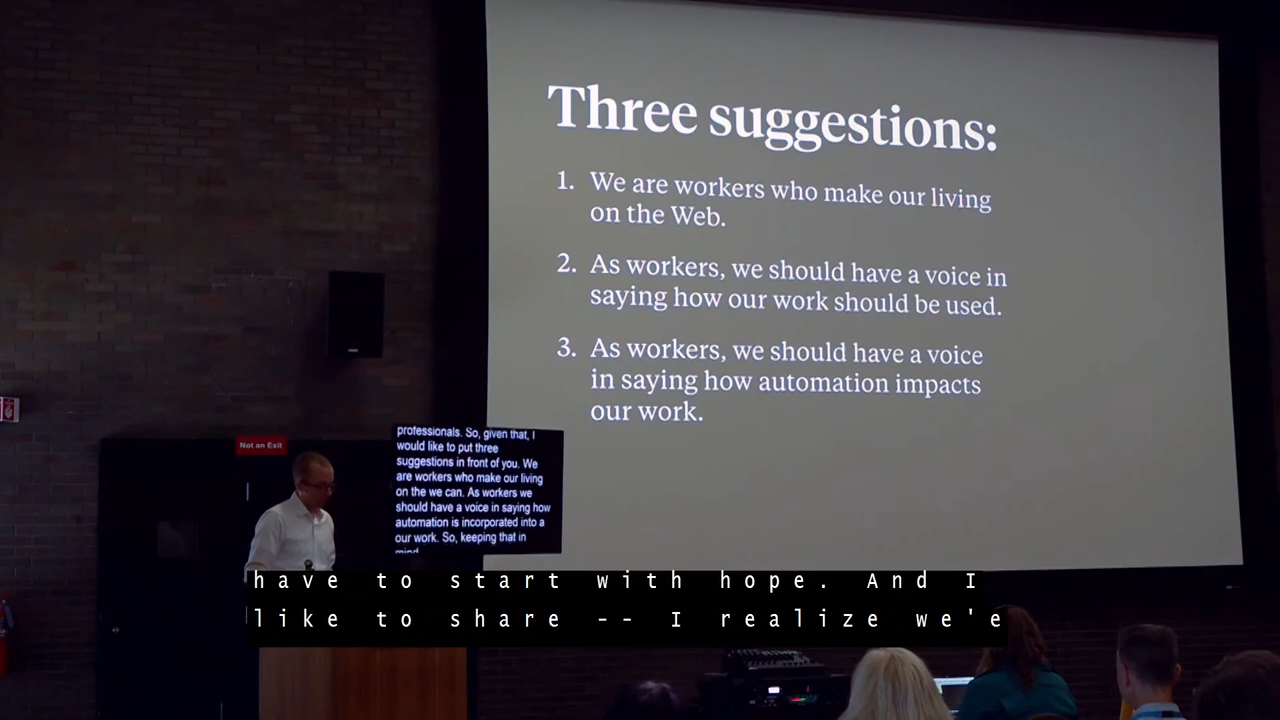 Three suggestions:
1. We are workers who make our living
on the Web.
2. As workers, we should have a voice in
saying how our work should be used.
3. As workers, we should have a voice
in saying how automation impacts
our work.
Not an Exit
professionals. So, given that, I
would like to put three
suggestions in front of you. We
are workers who make our living
on the we can. As workers we
should have a voice in saying how
automation is incorporated into a
our work. So, keeping that in
mind
have to start with hope. And I
like to share -- I realize we'e